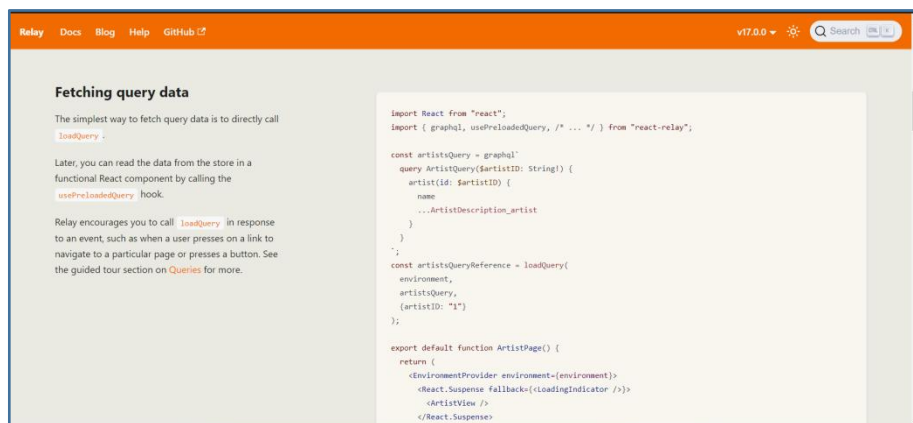 Relay Docs Blog Help GitHub v17.0.0 Search
Fetching query data
The simplest way to fetch query data is to directly call
loadQuery .
Later, you can read the data from the store in a
functional React component by calling the
usePreloadedQuery hook.
Relay encourages you to call loadQuery in response
to an event, such as when a user presses on a link to
navigate to a particular page or presses a button. See
the guided tour section on Queries for more.
import React from "react";
import { graphql, usePreloadedQuery, /* ... */ } from "react-relay";
const artistsQuery = graphql`
query ArtistQuery($artistID: String!) {
artist(id: $artistID) {
name
...ArtistDescription_artist
}
}
`;
const artistsQueryReference = loadQuery(
environment,
artistsQuery,
{artistID: "1"}
);
export default function ArtistPage() {
return (
<EnvironmentProvider environment={environment}>
<React.Suspense fallback={<LoadingIndicator />}>
<ArtistView />
</React.Suspense>